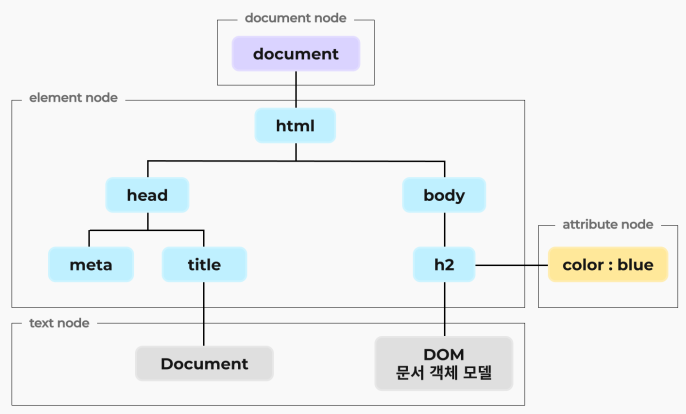 document node
document
element node
html
head
body
attribute node
meta
title
h2
color : blue
text node
Document
DOM
문서 객체 모델